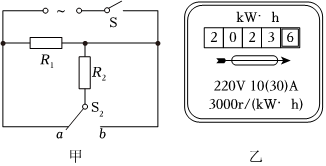 S
R₁
R₂
S₂
a
b
甲
kW· h
2 0 2 3 6
220V 10(30)A
3000r/(kW· h)
乙